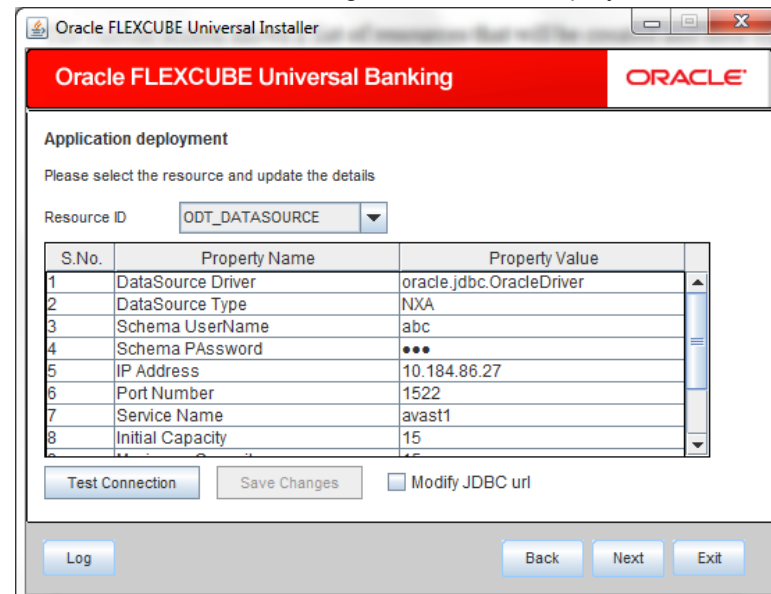 Oracle FLEXCUBE Universal Installer
Oracle FLEXCUBE Universal Banking ORACLE
Application deployment
Please select the resource and update the details
Resource ID ODT_DATASOURCE
S.No. Property Name Property Value
1 DataSource Driver oracle.jdbc.OracleDriver
2 DataSource Type NXA
3 Schema UserName abc
4 Schema PAssword •••
5 IP Address 10.184.86.27
6 Port Number 1522
7 Service Name avast1
8 Initial Capacity 15
Test Connection Save Changes Modify JDBC url
Log Back Next Exit